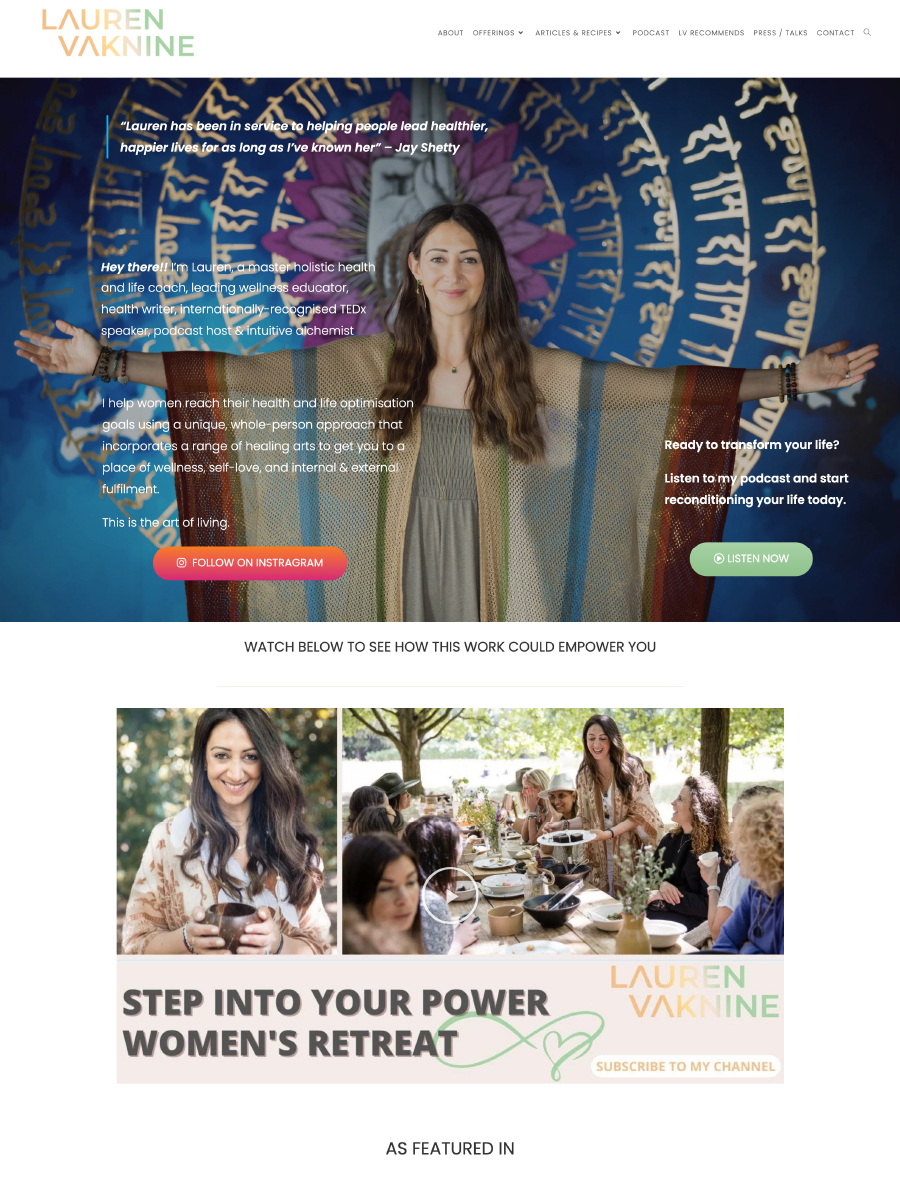 LAUREN
VAKNINE
ABOUT
OFFERINGS
ARTICLES & RECIPES
PODCAST
LV RECOMMENDS
PRESS / TALKS
CONTACT
“Lauren has been in service to helping people lead healthier,
happier lives for as long as I’ve known her” – Jay Shetty
Hey there!! I’m Lauren, a master holistic health
and life coach, leading wellness educator,
health writer, internationally-recognised TEDx
speaker, podcast host & intuitive alchemist
I help women reach their health and life optimisation
goals using a unique, whole-person approach that
incorporates a range of healing arts to get you to a
place of wellness, self-love, and internal & external
fulfilment.
This is the art of living.
FOLLOW ON INSTRAGRAM
Ready to transform your life?
Listen to my podcast and start
reconditioning your life today.
LISTEN NOW
WATCH BELOW TO SEE HOW THIS WORK COULD EMPOWER YOU
STEP INTO YOUR POWER
WOMEN'S RETREAT
LAUREN
VAKNINE
SUBSCRIBE TO MY CHANNEL
AS FEATURED IN